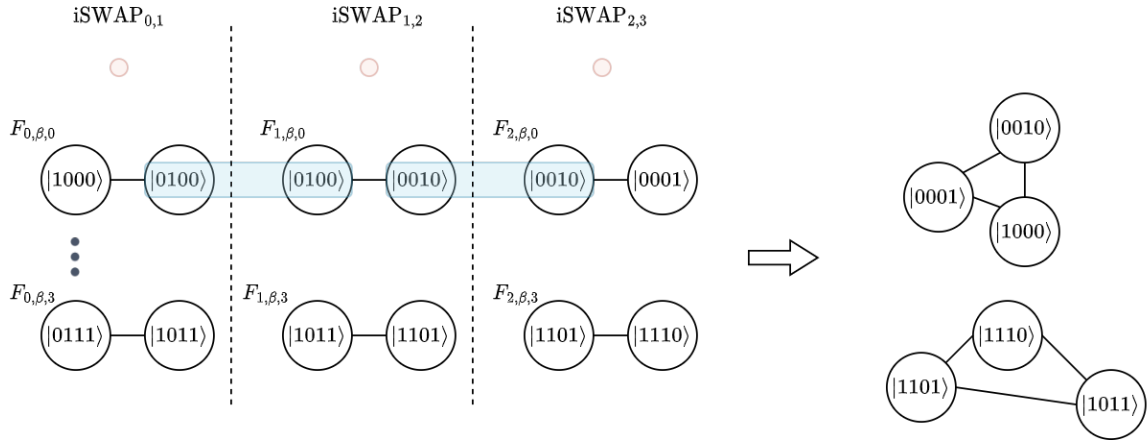 iSWAP₀,₁ iSWAP₁,₂ iSWAP₂,₃
F₀,β,₀ F₁,β,₀ F₂,β,₀
|1000⟩ |0100⟩ |0100⟩ |0010⟩ |0010⟩ |0001⟩
F₀,β,₃ F₁,β,₃ F₂,β,₃
|0111⟩ |1011⟩ |1011⟩ |1101⟩ |1101⟩ |1110⟩
|0010⟩
|0001⟩
|1000⟩
|1110⟩
|1101⟩
|1011⟩